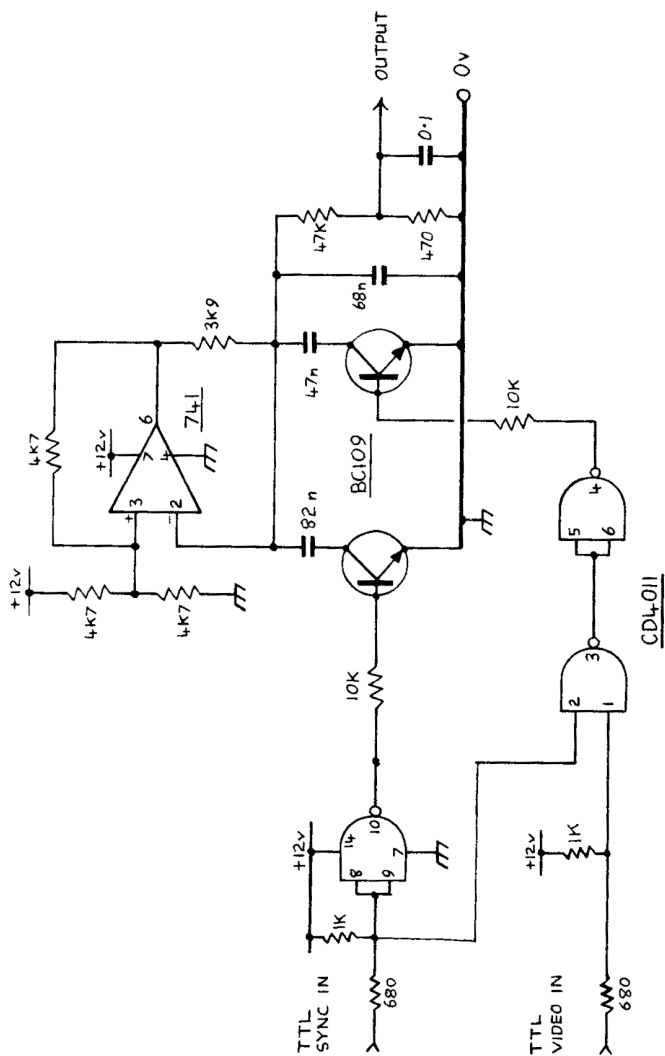 +12v
4K7
4K7
4K7
+12v
+
3
-
2
7
4
6
741
3K9
82n
47n
68n
47K
470
0.1
OUTPUT
0v
BC109
10K
10K
+12v
1K
8
9
14
10
7
TTL
SYNC IN
680
+12v
1K
TTL
VIDEO IN
680
2
1
3
5
6
4
CD4011